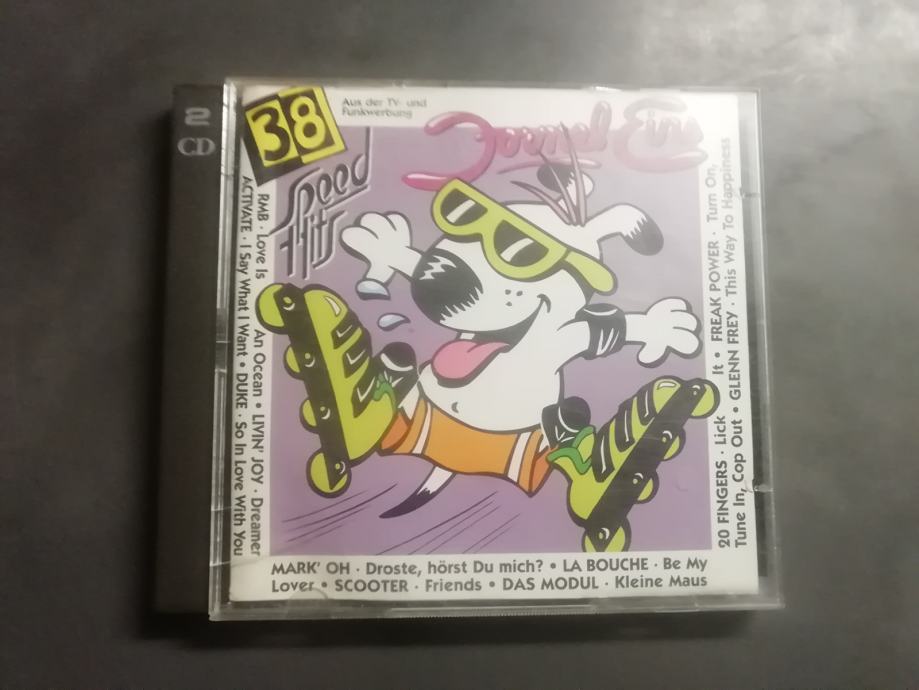 2
CD
38
Aus der TV- und
Funkwerbung
Formel Eins
Speed
Hits
RMB · Love Is An Ocean • LIVIN' JOY · Dreamer
ACTIVATE · I Say What I Want • DUKE · So In Love With You
20 FINGERS · Lick It • FREAK POWER · Turn On,
Tune In, Cop Out • GLENN FREY · This Way To Happiness
MARK' OH · Droste, hörst Du mich? • LA BOUCHE · Be My
Lover • SCOOTER · Friends • DAS MODUL · Kleine Maus